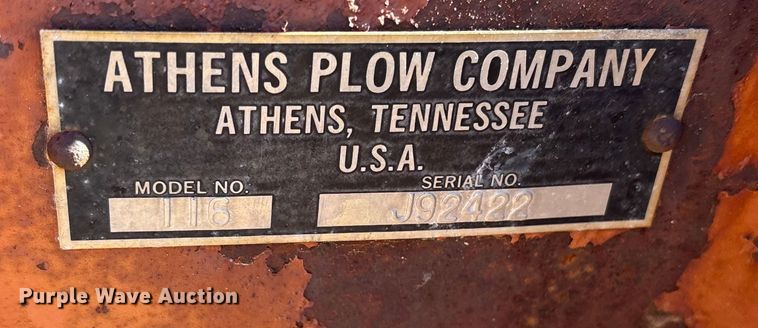 ATHENS PLOW COMPANY
ATHENS, TENNESSEE
U.S.A.
MODEL NO. SERIAL NO.
116 J92422
Purple Wave Auction